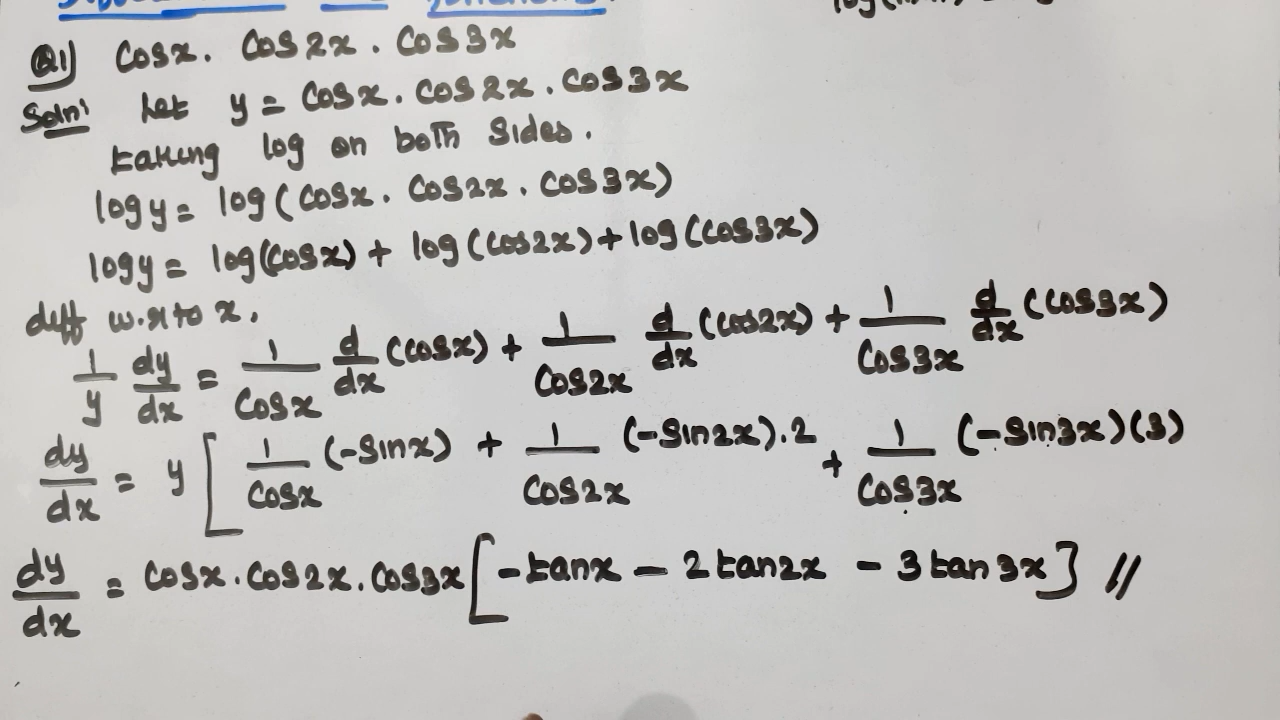 Q1) cosx. cos2x. cos3x
Soln: Let y = cosx. cos2x. cos3x
taking log on both sides.
log y = log(cosx. cos2x. cos3x)
log y = log(cosx) + log(cos2x) + log(cos3x)
diff w.r to x.
1/y dy/dx = 1/cosx d/dx (cosx) + 1/cos2x d/dx (cos2x) + 1/cos3x d/dx (cos3x)
dy/dx = y [ 1/cosx (-sinx) + 1/cos2x (-sin2x).2 + 1/cos3x (-sin3x)(3)
dy/dx = cosx. cos2x. cos3x [-tanx - 2tan2x - 3tan3x] //